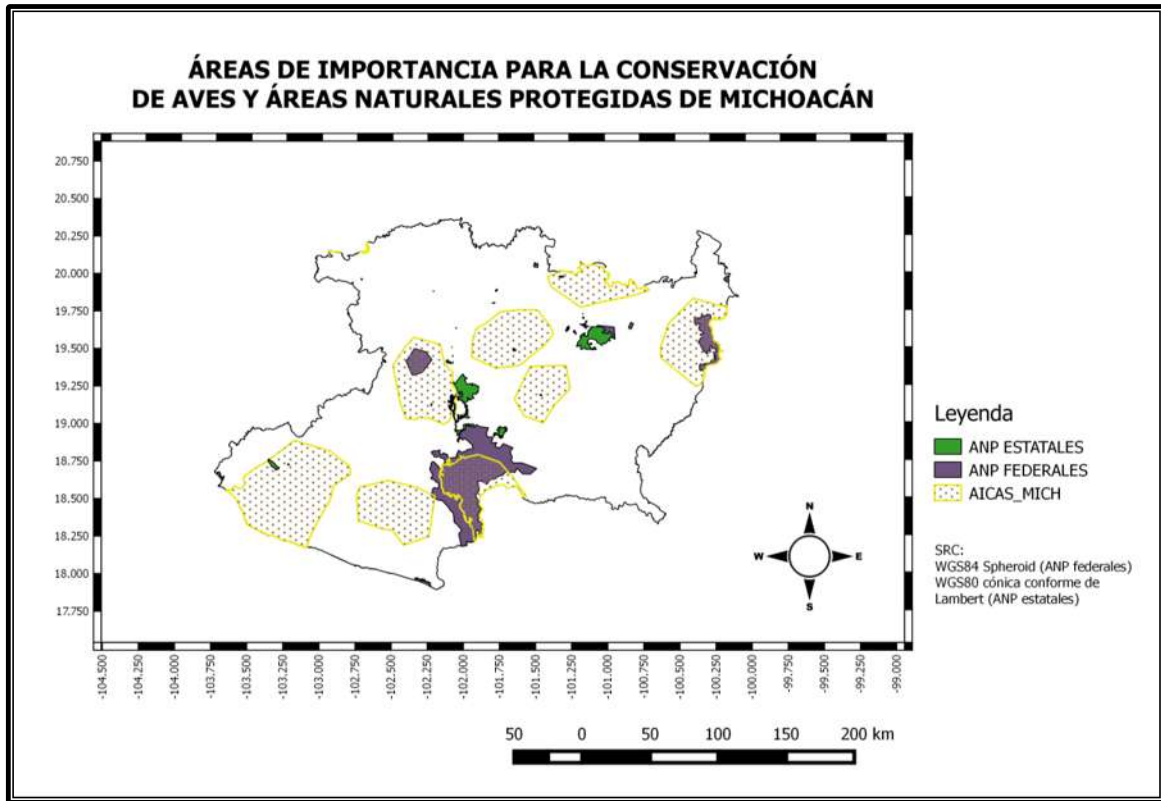 ÁREAS DE IMPORTANCIA PARA LA CONSERVACIÓN
DE AVES Y ÁREAS NATURALES PROTEGIDAS DE MICHOACÁN
20.750
20.500
20.250
20.000
19.750
19.500
19.250
19.000
18.750
18.500
18.250
18.000
17.750
-104.500
-104.250
-104.000
-103.750
-103.500
-103.250
-103.000
-102.750
-102.500
-102.250
-102.000
-101.750
-101.500
-101.250
-101.000
-100.750
-100.500
-100.250
-100.000
-99.750
-99.500
-99.250
-99.000
Leyenda
ANP ESTATALES
ANP FEDERALES
AICAS_MICH
N
W E
S
SRC:
WGS84 Spheroid (ANP federales)
WGS80 cónica conforme de
Lambert (ANP estatales)
50 0 50 100 150 200 km